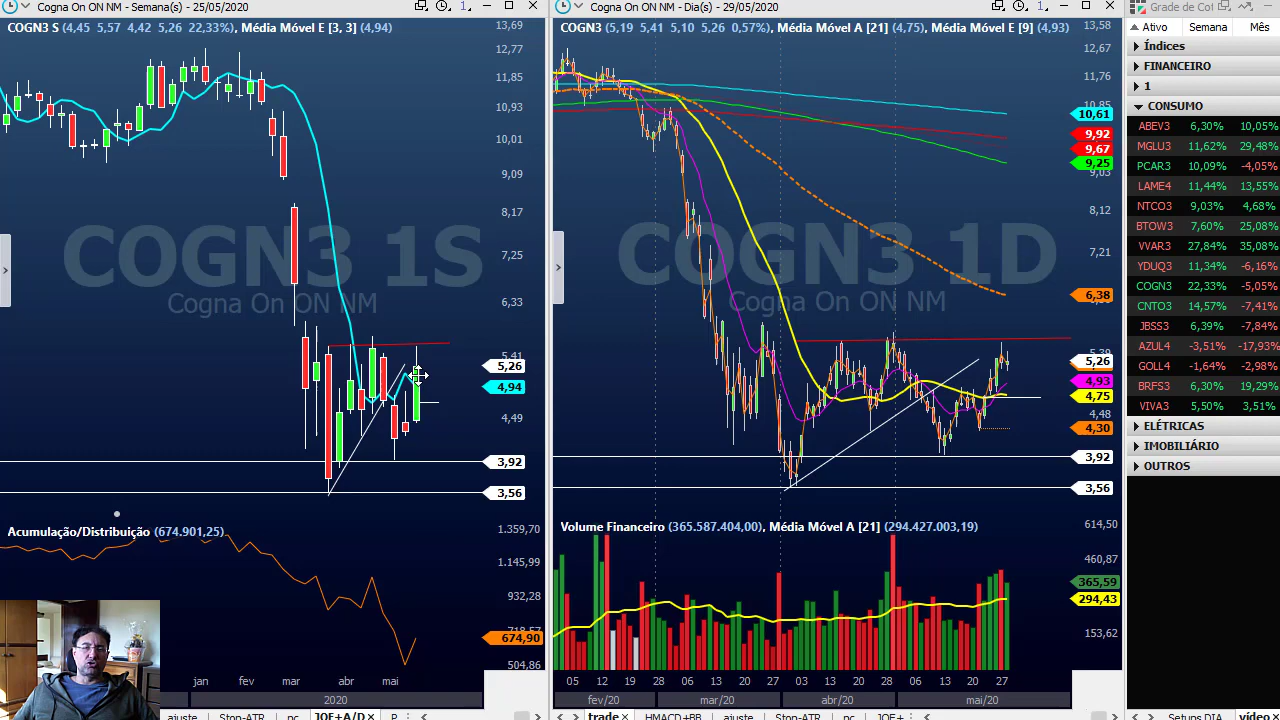 Cogna On ON NM - Semana(s) - 25/05/2020
COGN3 S (4,45 5,57 4,42 5,26 22,33%), Média Móvel E [3, 3] (4,94)
13,69
12,77
11,85
10,93
10,01
9,09
8,17
7,25
6,33
5,41
5,26
4,94
4,49
3,92
3,56
COGN3 1S
Cogna On ON NM
Acumulação/Distribuição (674.901,25)
1.359,70
1.145,99
932,28
674,90
504,86
jan fev mar abr mai
2020
ajuste Stop-ATR pc JOE+A/D
Cogna On ON NM - Dia(s) - 29/05/2020
COGN3 (5,19 5,41 5,10 5,26 0,57%), Média Móvel A [21] (4,75), Média Móvel E [9] (4,93)
13,58
12,67
11,76
10,85
10,61
9,92
9,67
9,25
9,03
8,12
7,21
6,38
5,26
4,93
4,75
4,48
4,30
3,92
3,56
COGN3 1D
Cogna On ON NM
Volume Financeiro (365.587.404,00), Média Móvel A [21] (294.427.003,19)
614,50
460,87
365,59
294,43
153,62
05 12 19 28 06 13 20 27 03 10 17 28 06 13 20 27
fev/20 mar/20 abr/20 mai/20
trade HMACD+BB ajuste Stop-ATR pc JOE+
Grade de Cot
Ativo Semana Mês
Índices
FINANCEIRO
1
CONSUMO
ABEV3 6,30% 10,05%
MGLU3 11,62% 29,48%
PCAR3 10,09% -4,05%
LAME4 11,44% 13,55%
NTCO3 9,03% 4,68%
BTOW3 7,60% 25,08%
VVAR3 27,84% 35,08%
YDUQ3 11,34% -6,16%
COGN3 22,33% -5,05%
CNTO3 14,57% -7,41%
JBSS3 6,39% -7,84%
AZUL4 -3,51% -17,93%
GOLL4 -1,64% -2,98%
BRFS3 6,30% 19,29%
VIVA3 5,50% 3,51%
ELÉTRICAS
IMOBILIÁRIO
OUTROS
Setups DIA vídeo